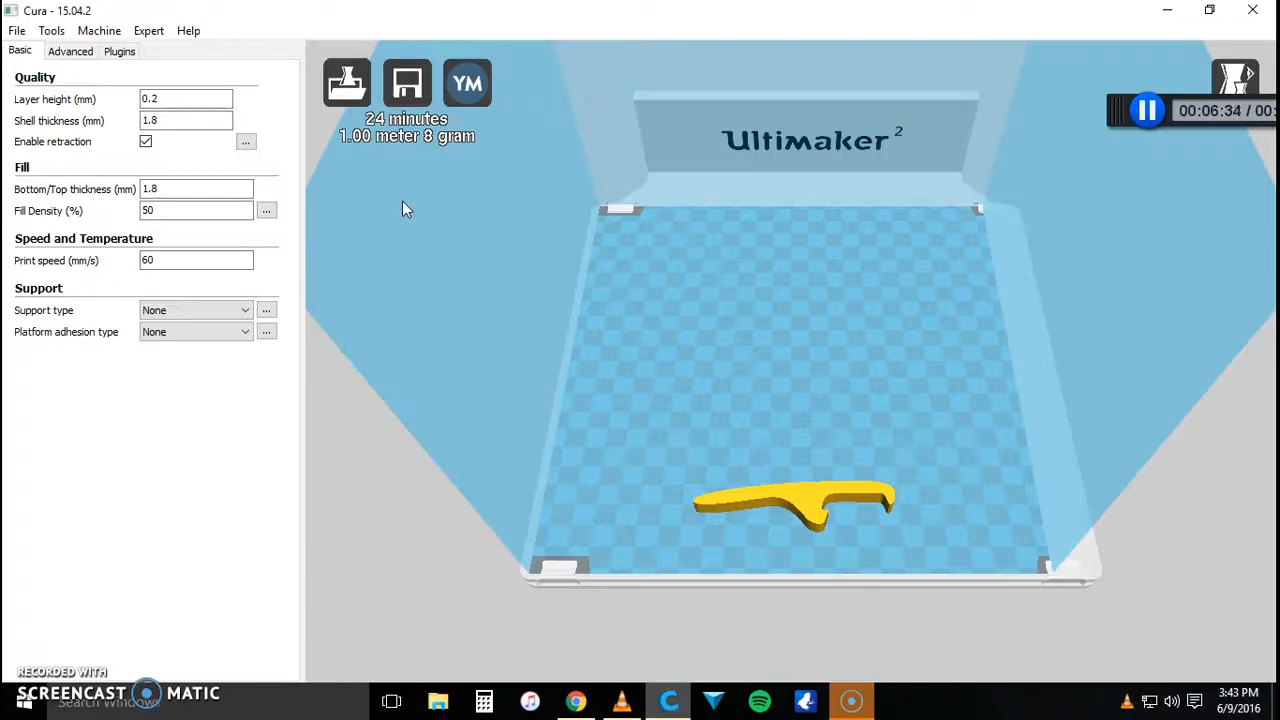 Cura - 15.04.2
File Tools Machine Expert Help
Basic Advanced Plugins
Quality
Layer height (mm) 0.2
Shell thickness (mm) 1.8
Enable retraction ...
Fill
Bottom/Top thickness (mm) 1.8
Fill Density (%) 50 ...
Speed and Temperature
Print speed (mm/s) 60
Support
Support type None ...
Platform adhesion type None ...
YM
24 minutes
1.00 meter 8 gram
Ultimaker 2
00:06:34 / 00:
RECORDED WITH
SCREENCAST MATIC
Search Windows
3:43 PM
6/9/2016